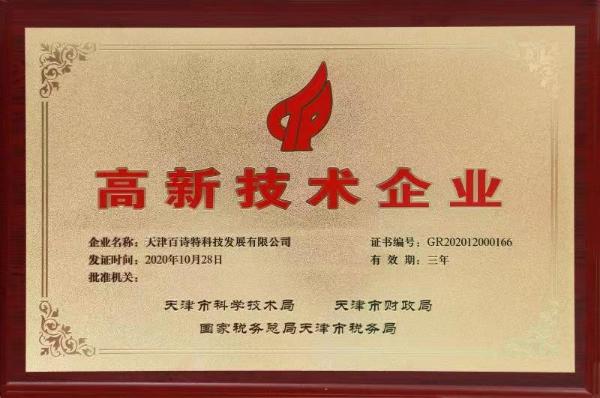 高新技术企业
企业名称：天津百诗特科技发展有限公司 证书编号：GR202012000166
发证时间：2020年10月28日 有 效 期：三年
批准机关：
天津市科学技术局 天津市财政局
国家税务总局天津市税务局